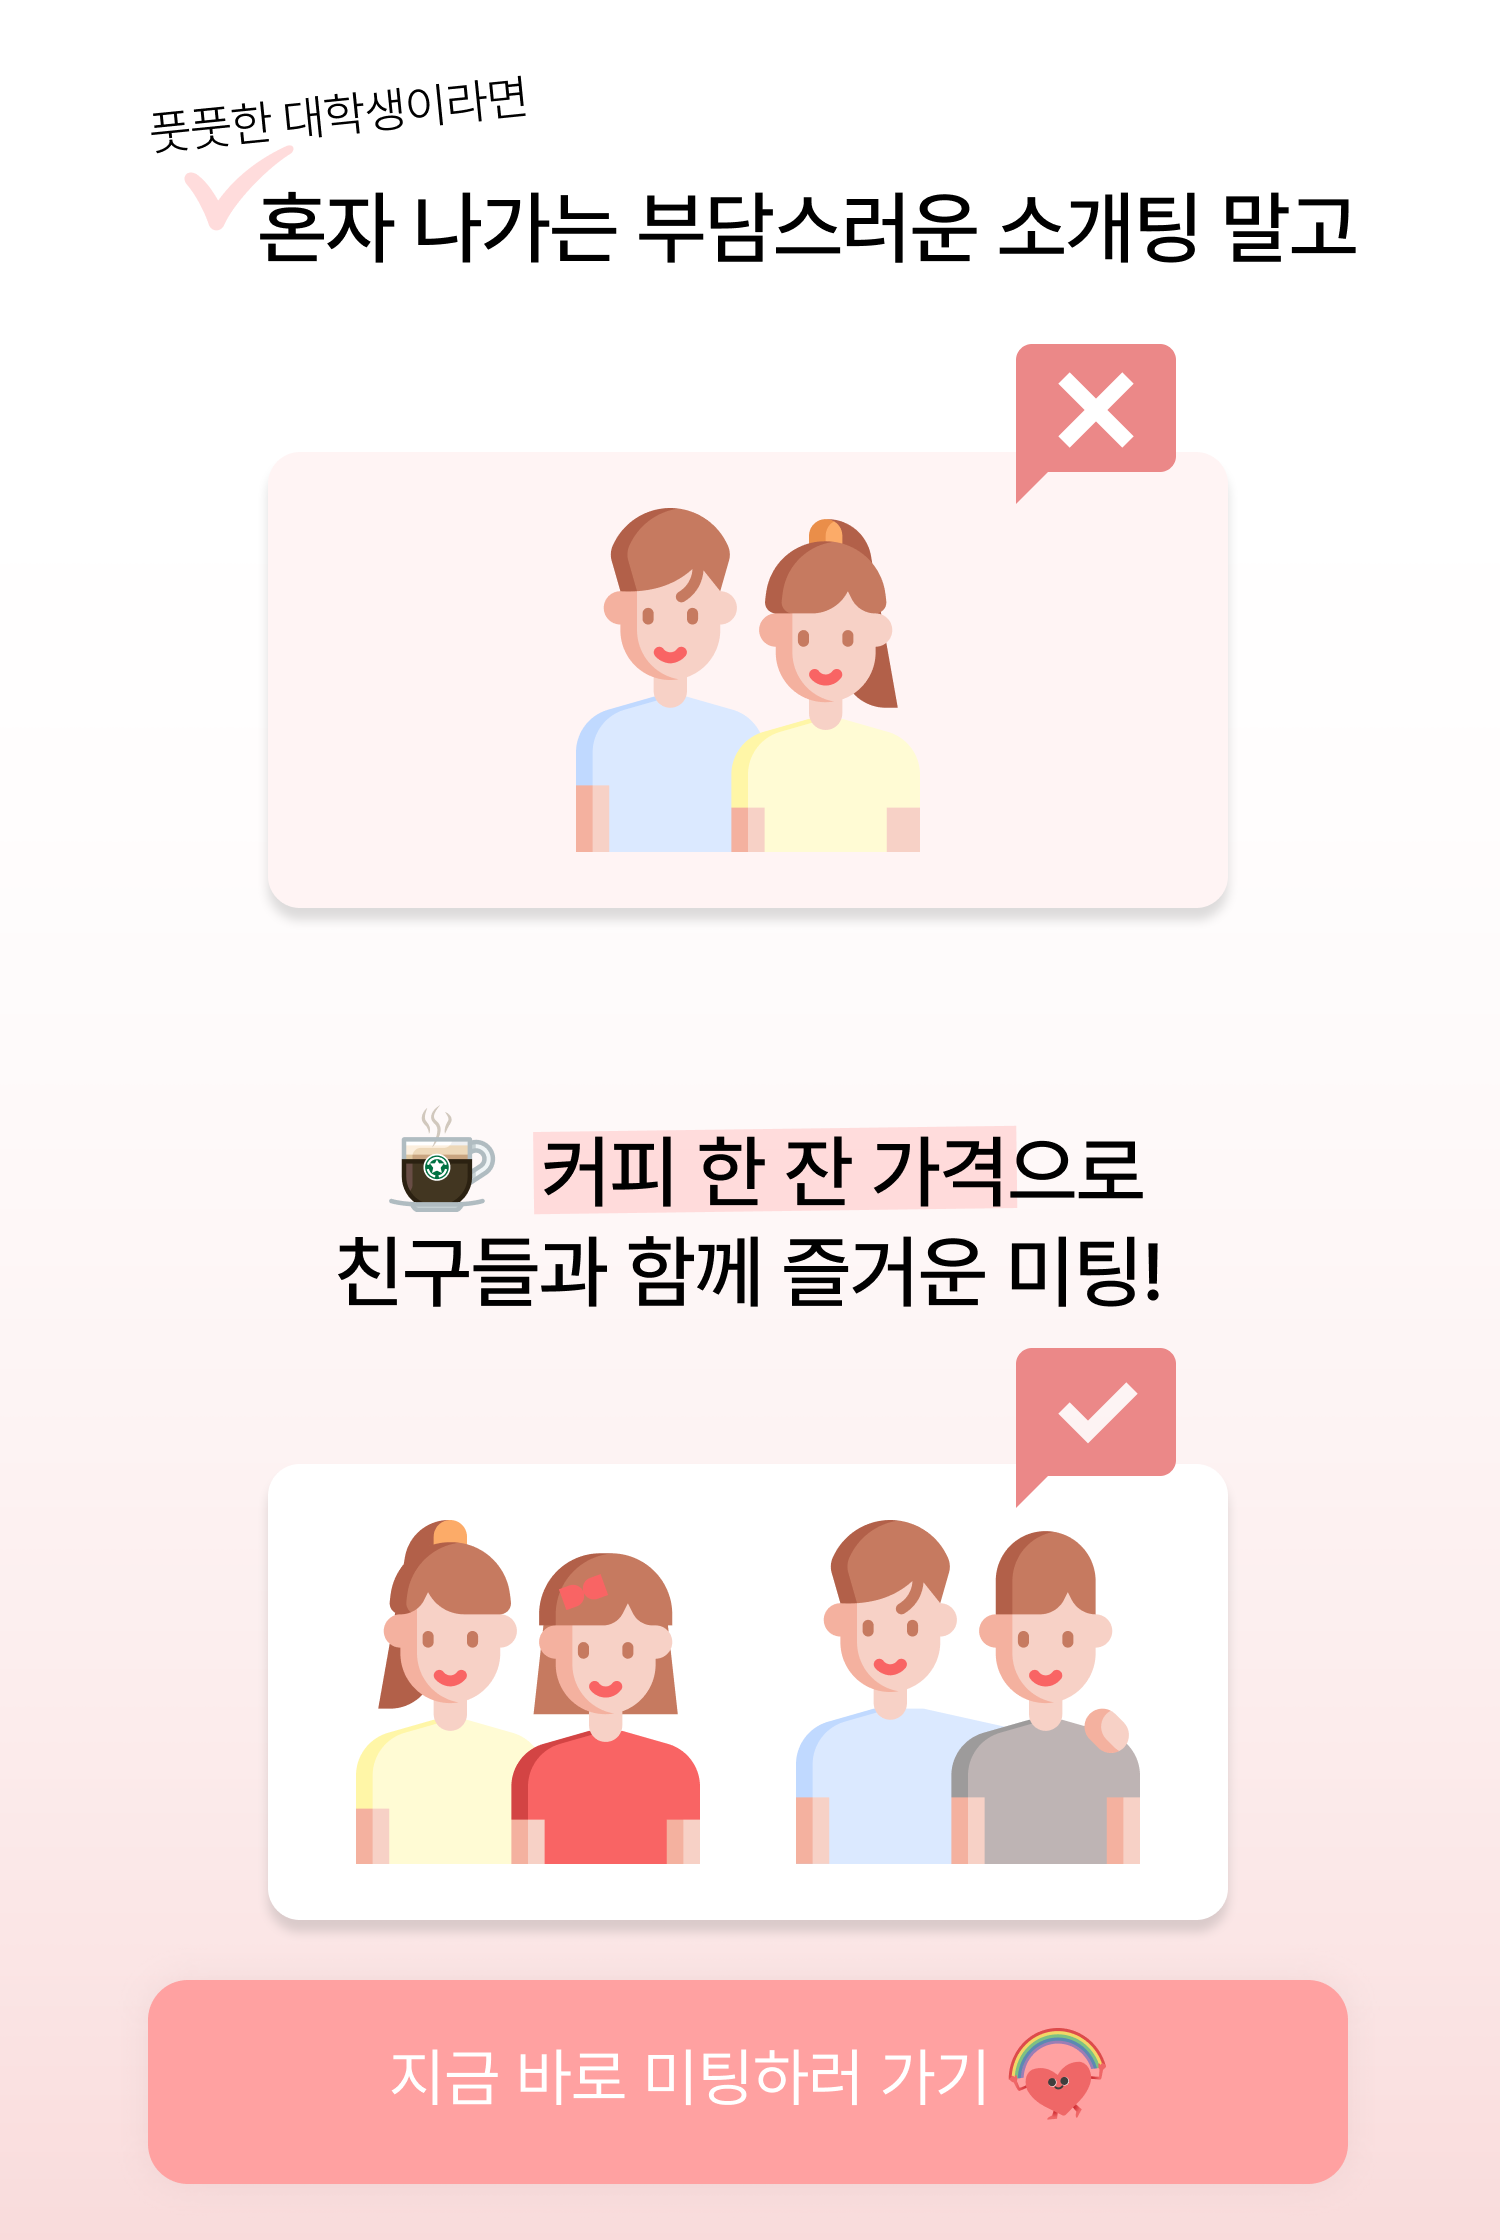 풋풋한 대학생이라면
혼자 나가는 부담스러운 소개팅 말고
커피 한 잔 가격으로
친구들과 함께 즐거운 미팅!
지금 바로 미팅하러 가기